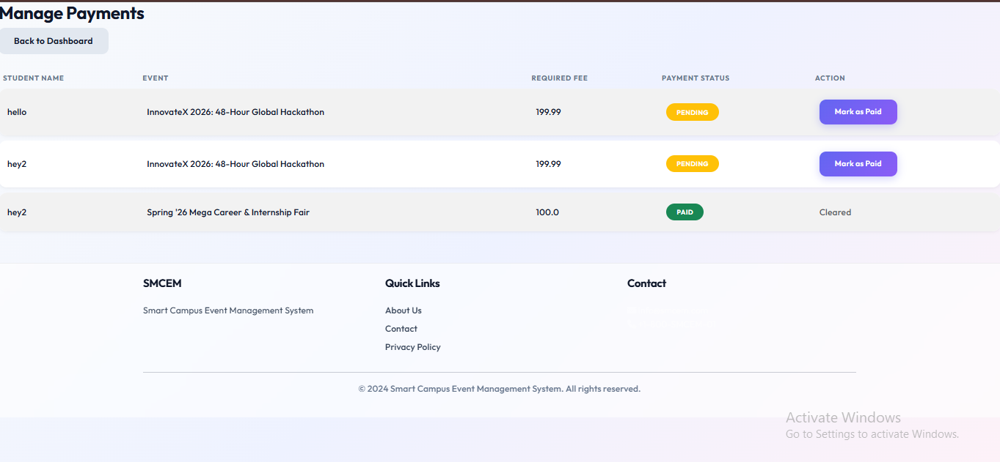 Manage Payments
Back to Dashboard
STUDENT NAME EVENT REQUIRED FEE PAYMENT STATUS ACTION
hello InnovateX 2026: 48-Hour Global Hackathon 199.99 PENDING Mark as Paid
hey2 InnovateX 2026: 48-Hour Global Hackathon 199.99 PENDING Mark as Paid
hey2 Spring '26 Mega Career & Internship Fair 100.0 PAID Cleared
SMCEM Quick Links Contact
Smart Campus Event Management System About Us
Contact
Privacy Policy
© 2024 Smart Campus Event Management System. All rights reserved.
Activate Windows
Go to Settings to activate Windows.